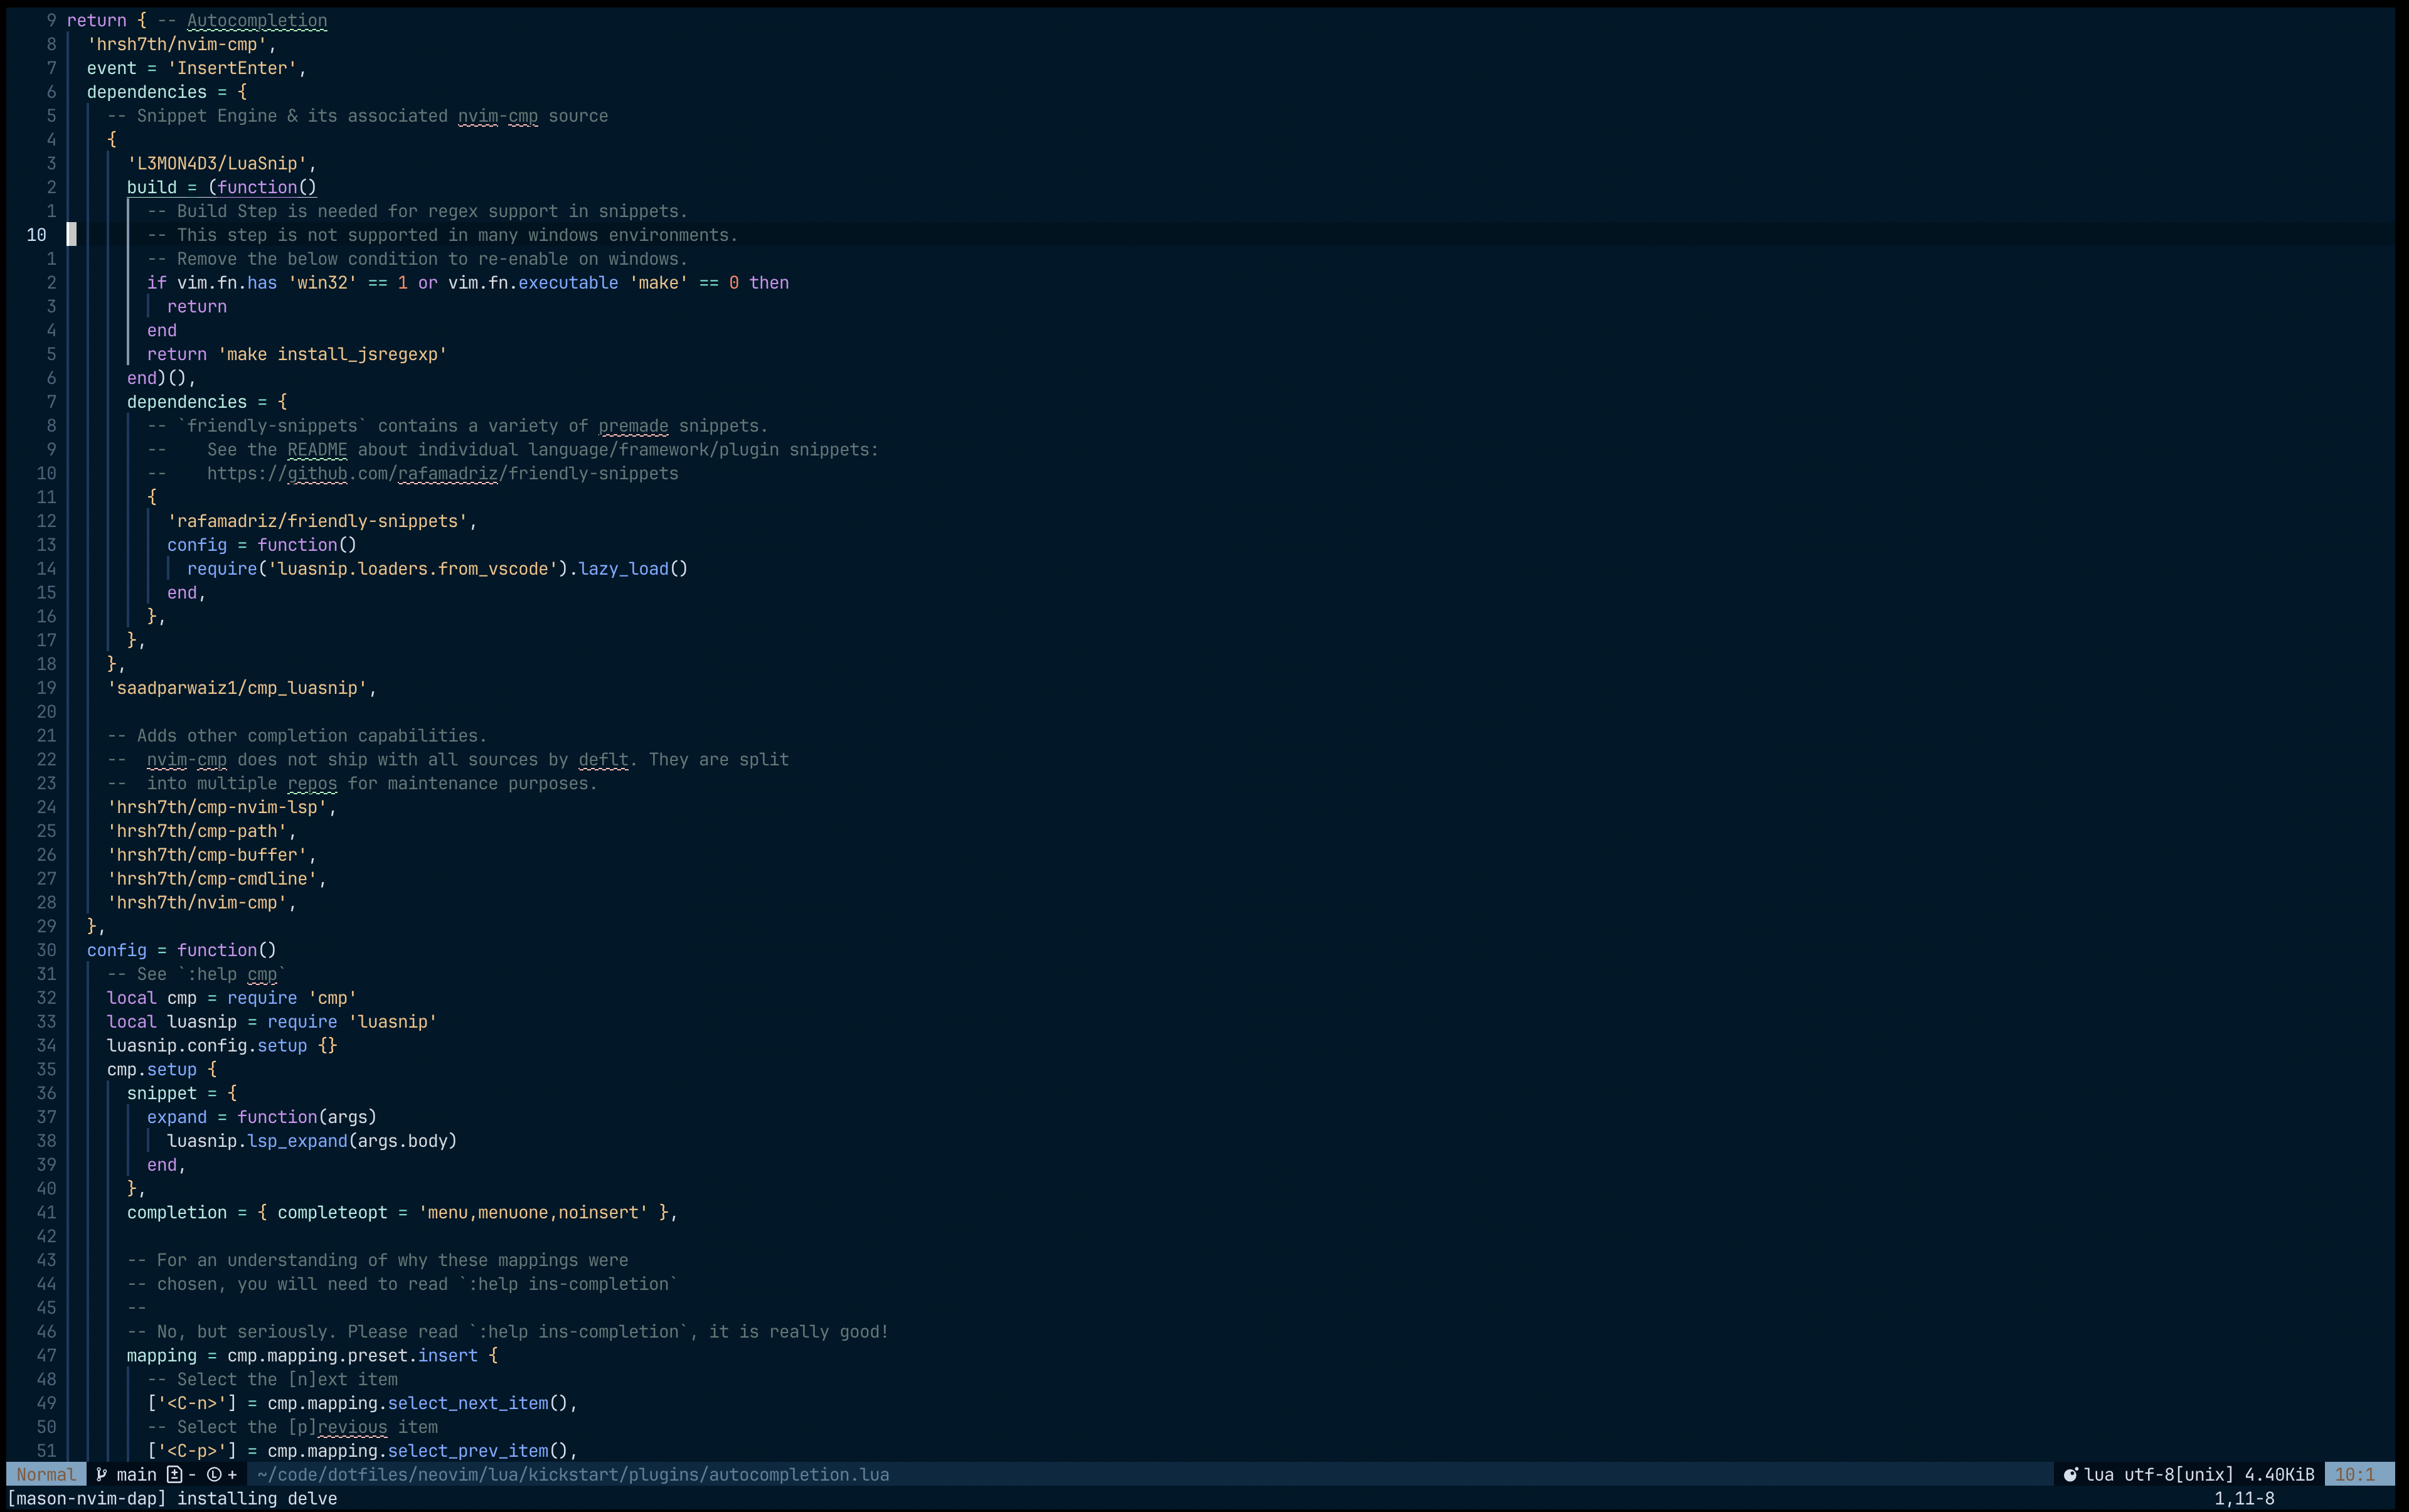 9 return { -- Autocompletion
8   'hrsh7th/nvim-cmp',
7   event = 'InsertEnter',
6   dependencies = {
5     -- Snippet Engine & its associated nvim-cmp source
4     {
3       'L3MON4D3/LuaSnip',
2       build = (function()
1         -- Build Step is needed for regex support in snippets.
10         -- This step is not supported in many windows environments.
1         -- Remove the below condition to re-enable on windows.
2         if vim.fn.has 'win32' == 1 or vim.fn.executable 'make' == 0 then
3           return
4         end
5         return 'make install_jsregexp'
6       end)(),
7       dependencies = {
8         -- `friendly-snippets` contains a variety of premade snippets.
9         --    See the README about individual language/framework/plugin snippets:
10         --    https://github.com/rafamadriz/friendly-snippets
11         {
12           'rafamadriz/friendly-snippets',
13           config = function()
14             require('luasnip.loaders.from_vscode').lazy_load()
15           end,
16         },
17       },
18     },
19     'saadparwaiz1/cmp_luasnip',
20
21     -- Adds other completion capabilities.
22     --  nvim-cmp does not ship with all sources by deflt. They are split
23     --  into multiple repos for maintenance purposes.
24     'hrsh7th/cmp-nvim-lsp',
25     'hrsh7th/cmp-path',
26     'hrsh7th/cmp-buffer',
27     'hrsh7th/cmp-cmdline',
28     'hrsh7th/nvim-cmp',
29   },
30   config = function()
31     -- See `:help cmp`
32     local cmp = require 'cmp'
33     local luasnip = require 'luasnip'
34     luasnip.config.setup {}
35     cmp.setup {
36       snippet = {
37         expand = function(args)
38           luasnip.lsp_expand(args.body)
39         end,
40       },
41       completion = { completeopt = 'menu,menuone,noinsert' },
42
43       -- For an understanding of why these mappings were
44       -- chosen, you will need to read `:help ins-completion`
45       --
46       -- No, but seriously. Please read `:help ins-completion`, it is really good!
47       mapping = cmp.mapping.preset.insert {
48         -- Select the [n]ext item
49         ['<C-n>'] = cmp.mapping.select_next_item(),
50         -- Select the [p]revious item
51         ['<C-p>'] = cmp.mapping.select_prev_item(),
Normal main - Ⓛ + ~/code/dotfiles/neovim/lua/kickstart/plugins/autocompletion.lua lua utf-8[unix] 4.40KiB 10:1
[mason-nvim-dap] installing delve 1,11-8